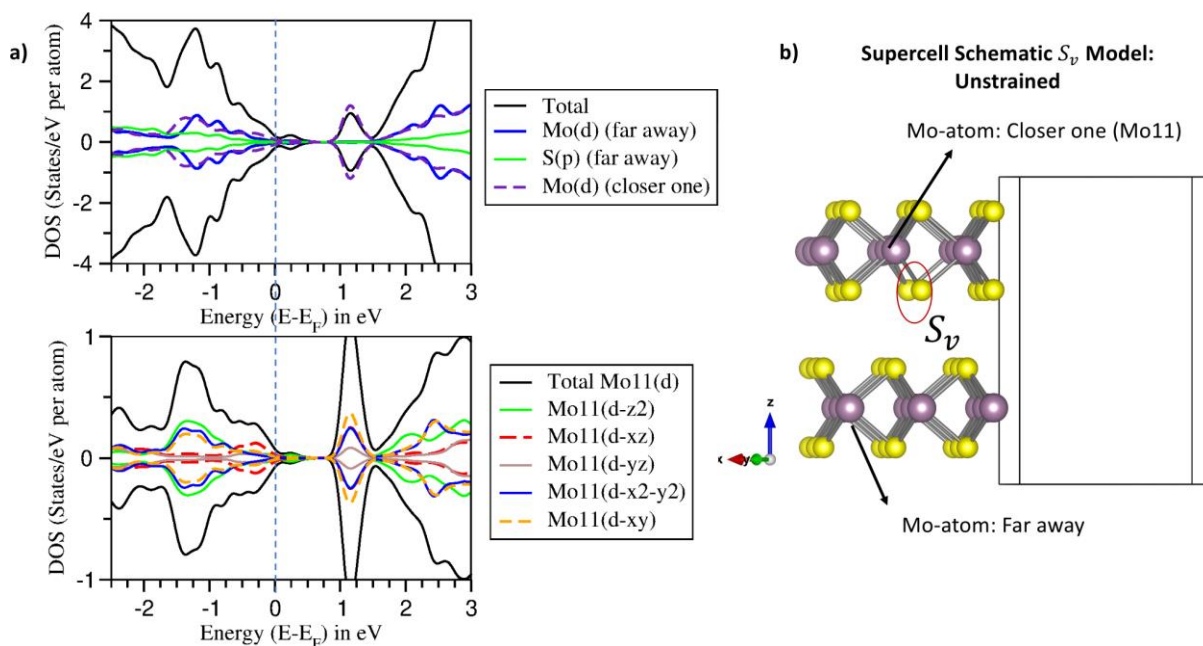 a)
4
2
0
-2
-4
DOS (States/eV per atom)
-2 -1 0 1 2 3
Energy (E-E_F) in eV
Total
Mo(d) (far away)
S(p) (far away)
Mo(d) (closer one)
1
0
-1
DOS (States/eV per atom)
-2 -1 0 1 2 3
Energy (E-E_F) in eV
Total Mo11(d)
Mo11(d-z2)
Mo11(d-xz)
Mo11(d-yz)
Mo11(d-x2-y2)
Mo11(d-xy)
b)
Supercell Schematic S_v Model:
Unstrained
Mo-atom: Closer one (Mo11)
S_v
z
x y
Mo-atom: Far away